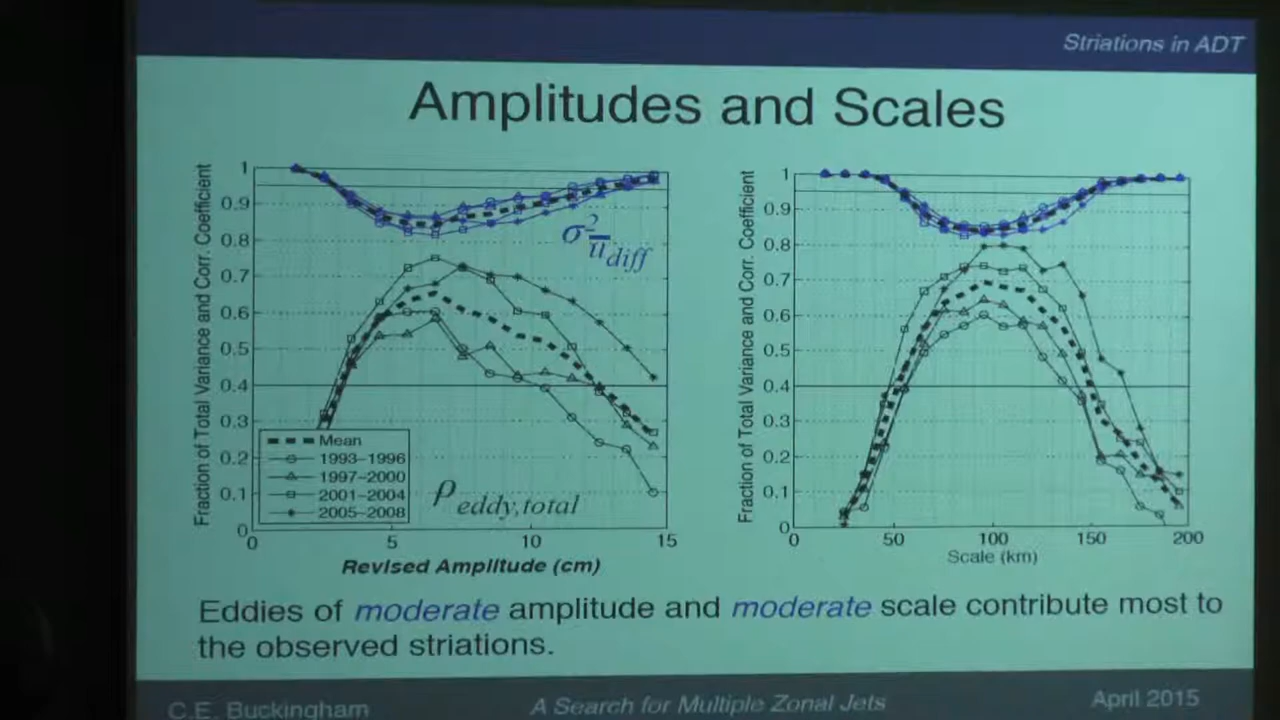 Striations in ADT
Amplitudes and Scales
Fraction of Total Variance and Corr. Coefficient
1
0.9
0.8
0.7
0.6
0.5
0.4
0.3
0.2
0.1
0
σ²u̅diff
Mean
1993–1996
1997–2000
2001–2004
2005–2008
ρeddy,total
0 5 10 15
Revised Amplitude (cm)
Fraction of Total Variance and Corr. Coefficient
1
0.9
0.8
0.7
0.6
0.5
0.4
0.3
0.2
0.1
0
0 50 100 150 200
Scale (km)
Eddies of moderate amplitude and moderate scale contribute most to
the observed striations.
C.E. Buckingham A Search for Multiple Zonal Jets April 2015